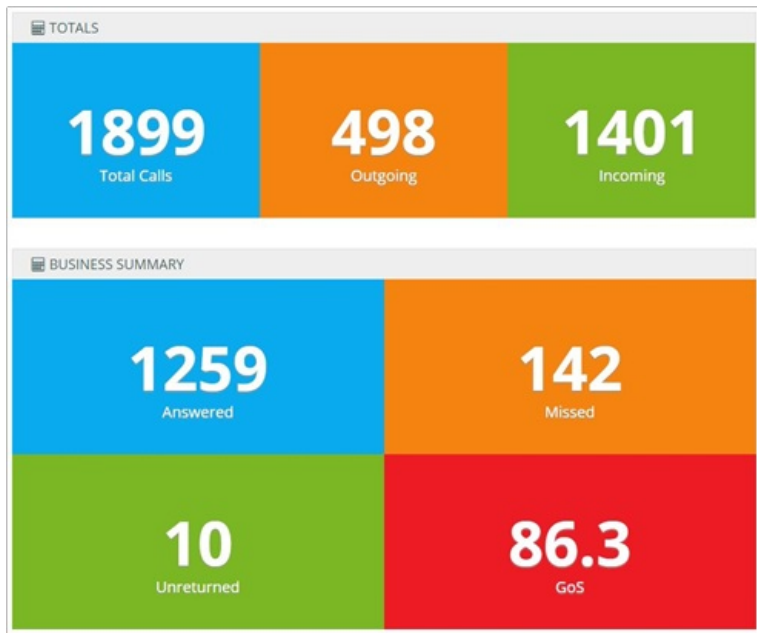 TOTALS
1899 498 1401
Total Calls Outgoing Incoming
BUSINESS SUMMARY
1259 142
Answered Missed
10 86.3
Unreturned GoS